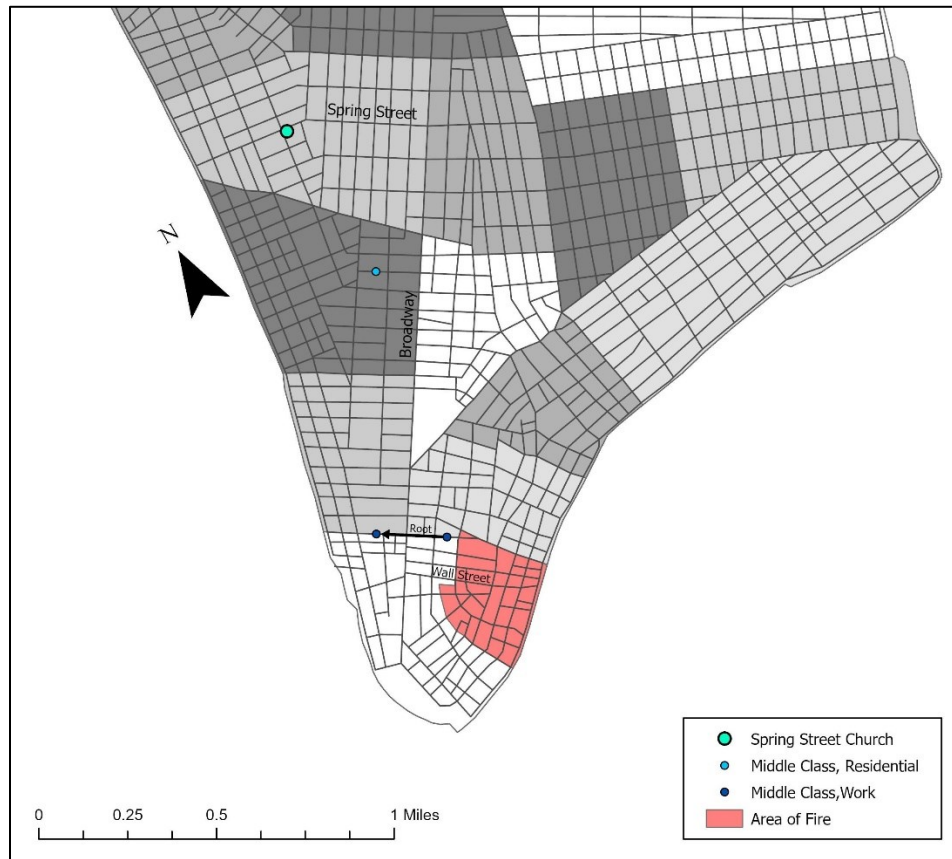 Spring Street
N
Broadway
Root
Wall Street
Spring Street Church
Middle Class, Residential
Middle Class,Work
Area of Fire
0 0.25 0.5 1 Miles